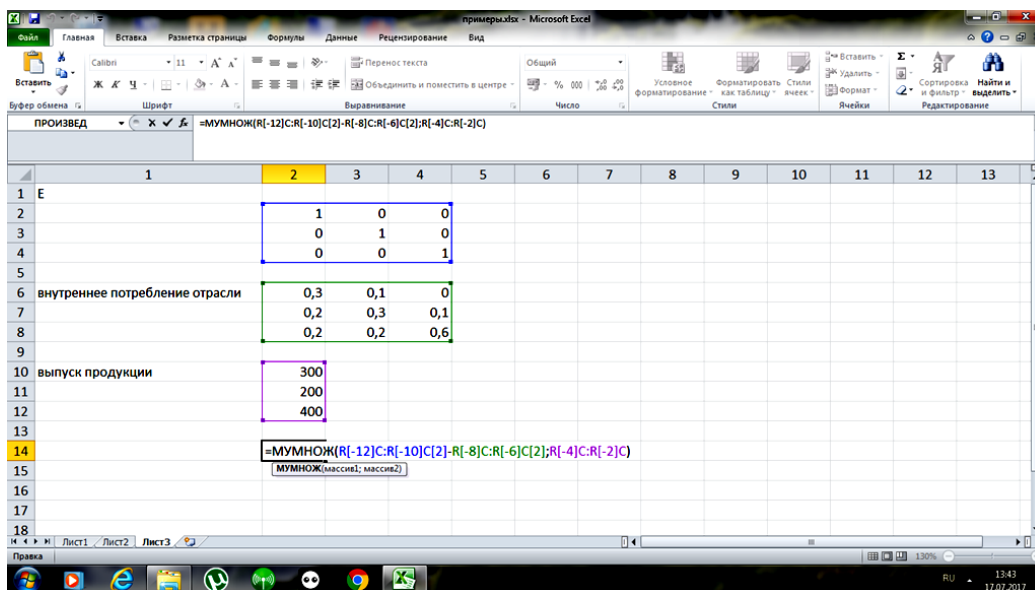 примеры.xlsx - Microsoft Excel
Файл Главная Вставка Разметка страницы Формулы Данные Рецензирование Вид
Вставить
Буфер обмена
Calibri 11 A A
Ж К Ч A
Шрифт
Перенос текста
Объединить и поместить в центре
Выравнивание
Общий
% 000
Число
Условное форматирование
Форматировать как таблицу
Стили ячеек
Стили
Вставить
Удалить
Формат
Ячейки
Σ
Сортировка и фильтр
Найти и выделить
Редактирование
ПРОИЗВЕД fx =МУМНОЖ(R[-12]C:R[-10]C[2]-R[-8]C:R[-6]C[2];R[-4]C:R[-2]C)
1 2 3 4 5 6 7 8 9 10 11 12 13
1 E
2 1 0 0
3 0 1 0
4 0 0 1
5
6 внутреннее потребление отрасли 0,3 0,1 0
7 0,2 0,3 0,1
8 0,2 0,2 0,6
9
10 выпуск продукции 300
11 200
12 400
13
14 =МУМНОЖ(R[-12]C:R[-10]C[2]-R[-8]C:R[-6]C[2];R[-4]C:R[-2]C)
15 МУМНОЖ(массив1; массив2)
16
17
18
Лист1 Лист2 Лист3
Правка 130%
RU 13:43
17.07.2017